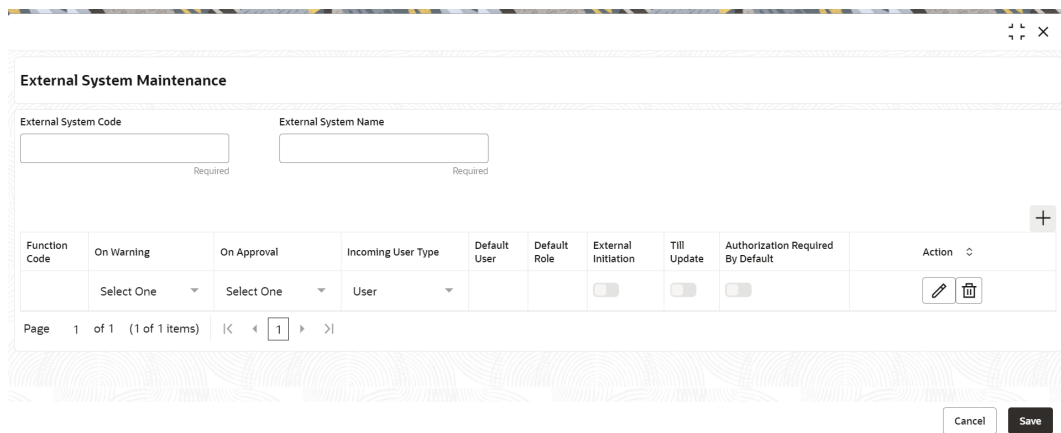 External System Maintenance
External System Code External System Name
Required Required
Function Code On Warning On Approval Incoming User Type Default User Default Role External Initiation Till Update Authorization Required By Default Action
Select One Select One User
Page 1 of 1 (1 of 1 items) 1
Cancel Save